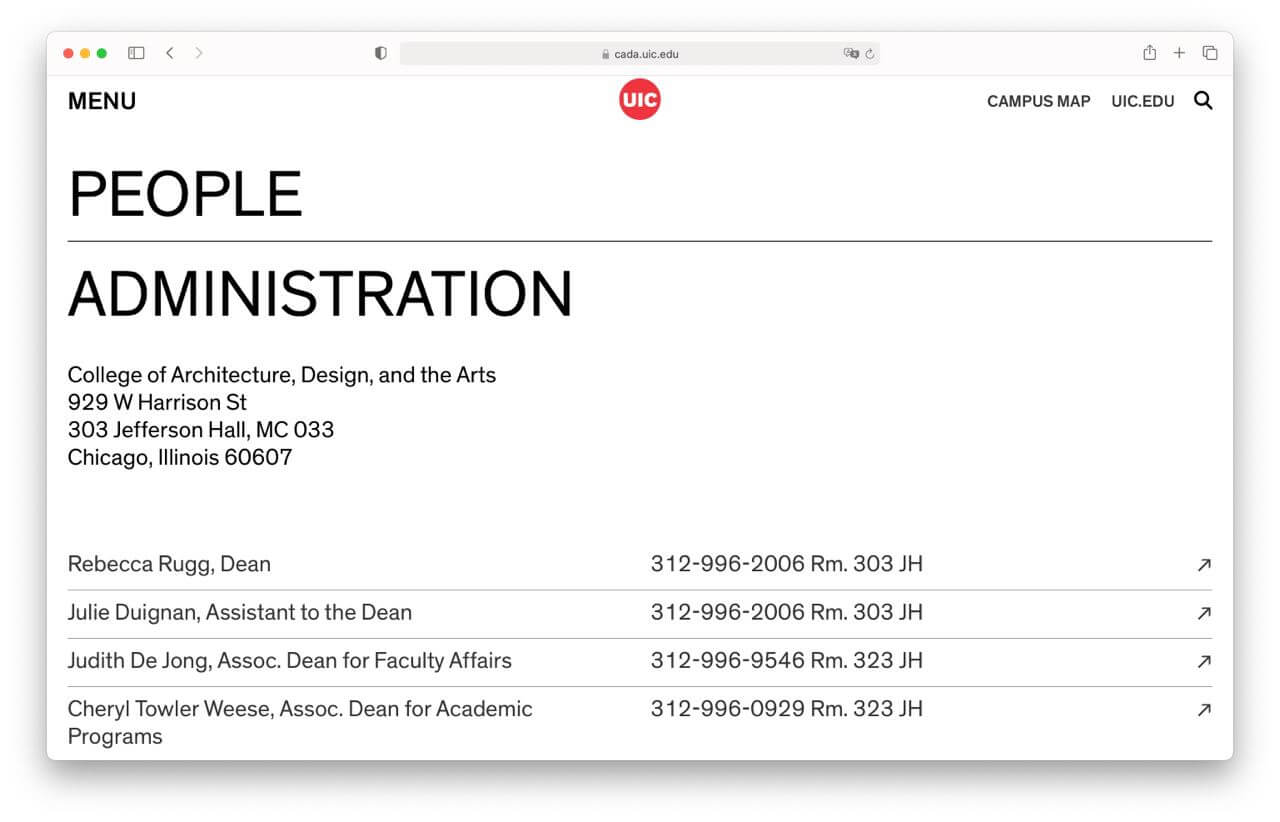 cada.uic.edu
MENU
UIC
CAMPUS MAP UIC.EDU
PEOPLE
ADMINISTRATION
College of Architecture, Design, and the Arts
929 W Harrison St
303 Jefferson Hall, MC 033
Chicago, Illinois 60607
Rebecca Rugg, Dean 312-996-2006 Rm. 303 JH
Julie Duignan, Assistant to the Dean 312-996-2006 Rm. 303 JH
Judith De Jong, Assoc. Dean for Faculty Affairs 312-996-9546 Rm. 323 JH
Cheryl Towler Weese, Assoc. Dean for Academic 312-996-0929 Rm. 323 JH
Programs